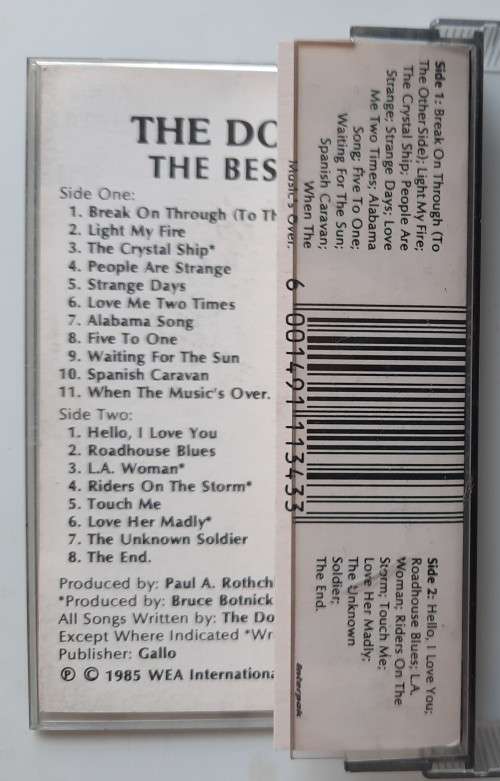 THE DO
THE BES
Side One:
1. Break On Through (To Th
2. Light My Fire
3. The Crystal Ship*
4. People Are Strange
5. Strange Days
6. Love Me Two Times
7. Alabama Song
8. Five To One
9. Waiting For The Sun
10. Spanish Caravan
11. When The Music's Over.
Side Two:
1. Hello, I Love You
2. Roadhouse Blues
3. L.A. Woman*
4. Riders On The Storm*
5. Touch Me
6. Love Her Madly*
7. The Unknown Soldier
8. The End.
Produced by: Paul A. Rothch
*Produced by: Bruce Botnick
All Songs Written by: The Do
Except Where Indicated *Wr
Publisher: Gallo
℗ © 1985 WEA Internationa
Side 1: Break On Through (To
The Other Side); Light My Fire;
The Crystal Ship; People Are
Strange; Strange Days; Love
Me Two Times; Alabama
Song; Five To One;
Waiting For The Sun;
Spanish Caravan;
When The
Music's Over.
6 001491 113433
Side 2: Hello, I Love You;
Roadhouse Blues; L.A.
Woman; Riders On The
Storm; Touch Me;
Love Her Madly;
The Unknown
Soldier;
The End.
Interpak